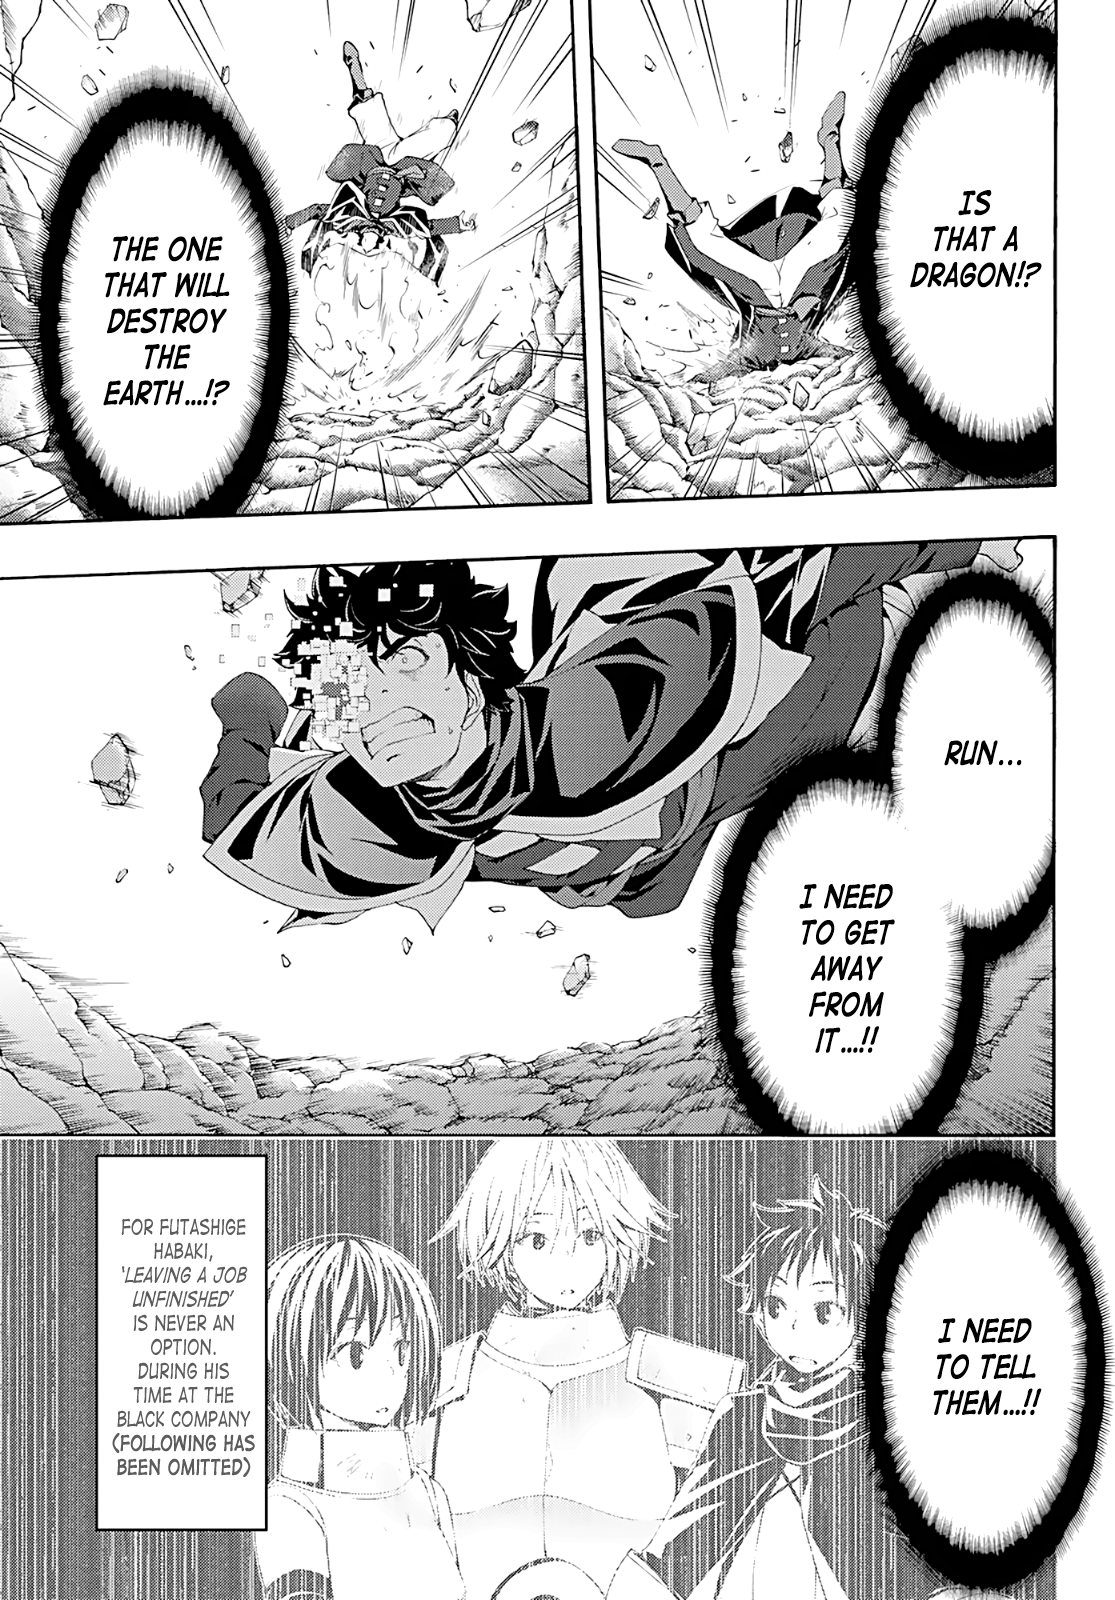 IS
THAT A
DRAGON!?
THE ONE
THAT WILL
DESTROY
THE
EARTH...!?
RUN...
I NEED
TO GET
AWAY
FROM
IT...!!
I NEED
TO TELL
THEM...!!
FOR FUTASHIGE
HABAKI,
'LEAVING A JOB
UNFINISHED'
IS NEVER AN
OPTION.
DURING HIS
TIME AT THE
BLACK COMPANY
(FOLLOWING HAS
BEEN OMITTED)